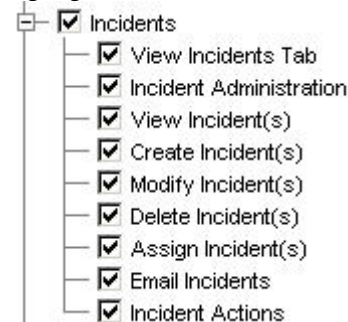 Incidents
View Incidents Tab
Incident Administration
View Incident(s)
Create Incident(s)
Modify Incident(s)
Delete Incident(s)
Assign Incident(s)
Email Incidents
Incident Actions